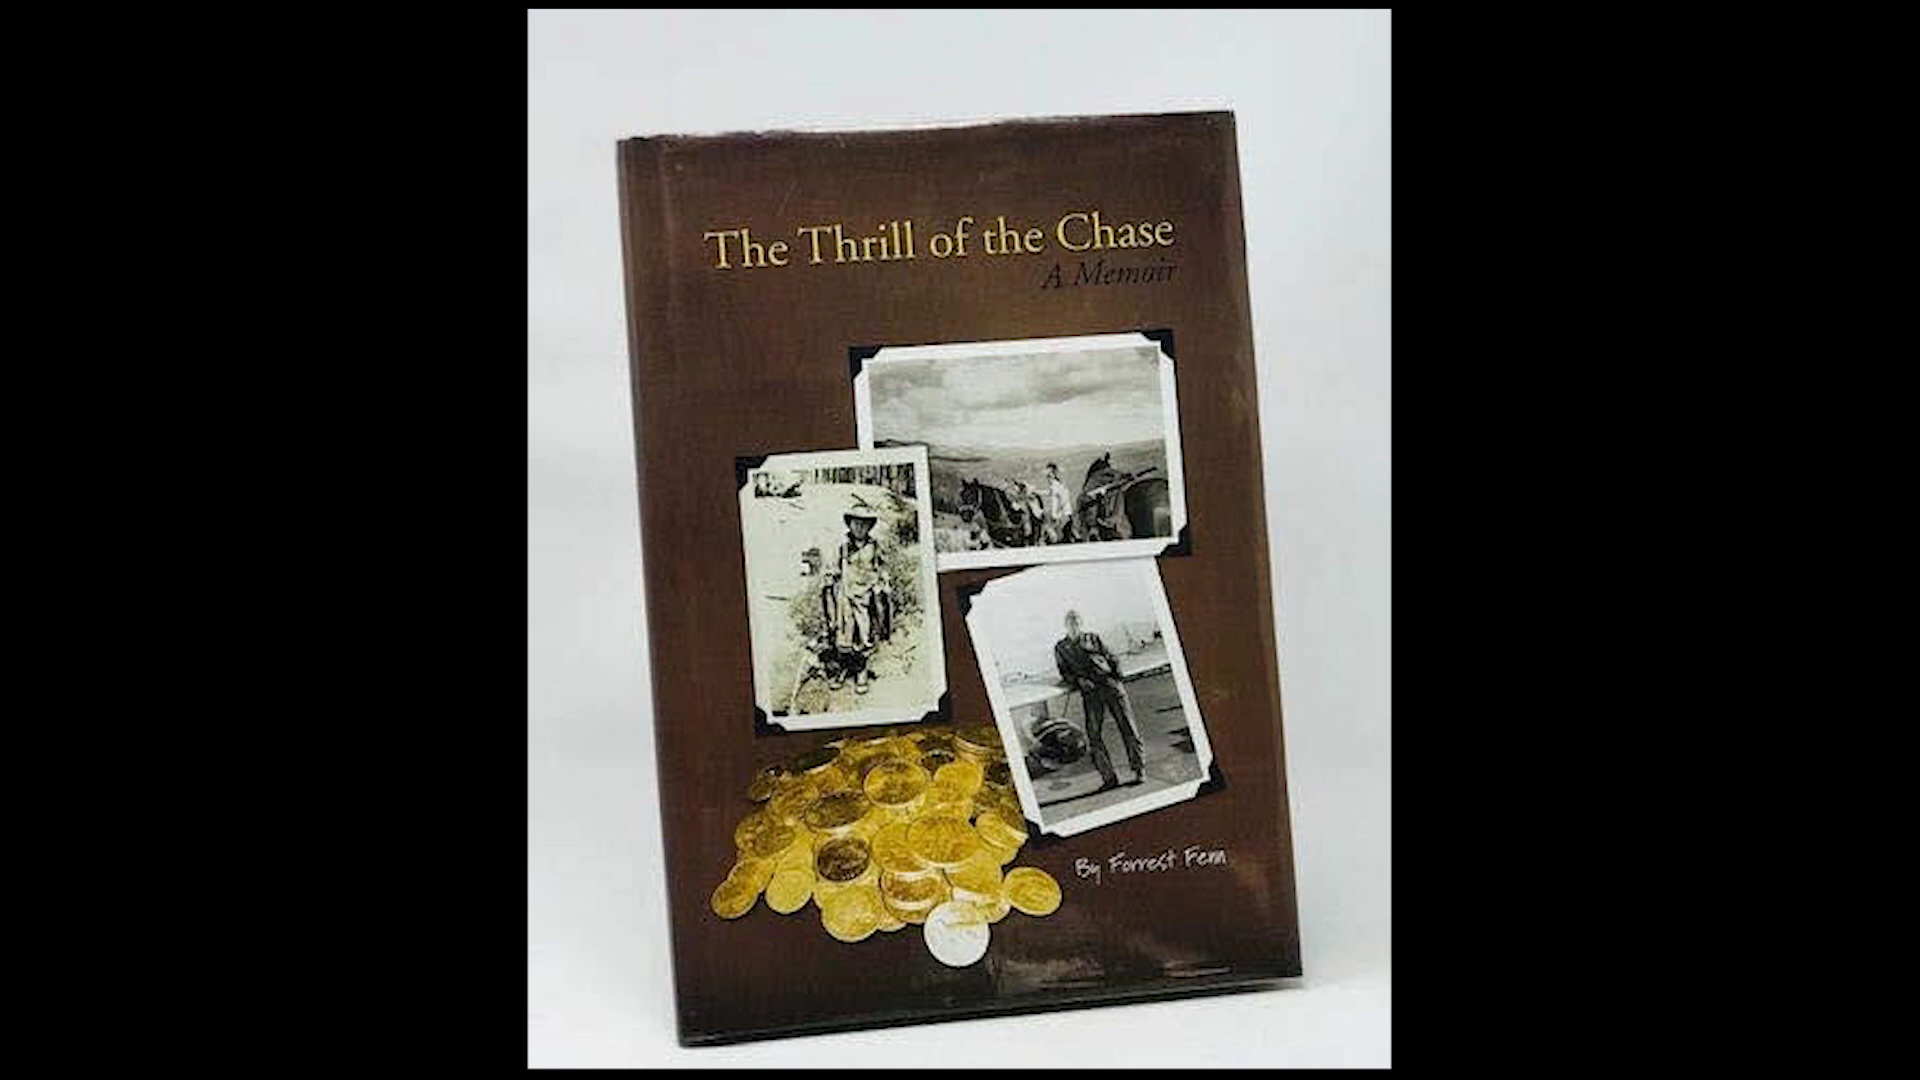 The Thrill of the Chase
A Memoir
By Forrest Fenn